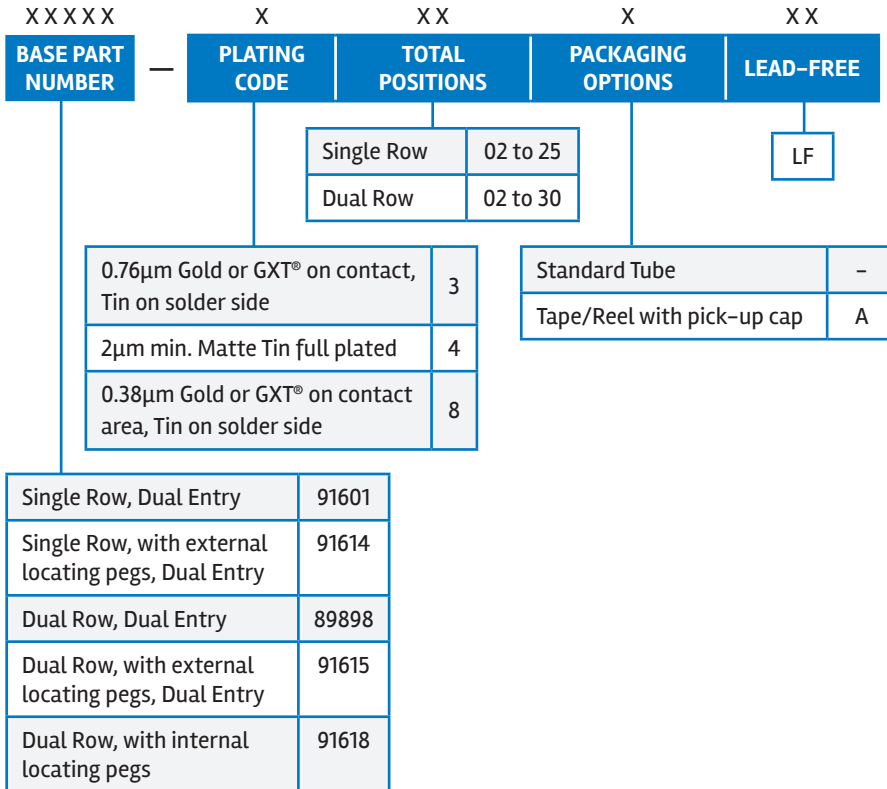 XXXXX X XX X XX
BASE PART NUMBER — PLATING CODE TOTAL POSITIONS PACKAGING OPTIONS LEAD-FREE
Single Row 02 to 25
Dual Row 02 to 30
LF
0.76µm Gold or GXT® on contact,
Tin on solder side 3
2µm min. Matte Tin full plated 4
0.38µm Gold or GXT® on contact
area, Tin on solder side 8
Standard Tube –
Tape/Reel with pick-up cap A
Single Row, Dual Entry 91601
Single Row, with external 91614
locating pegs, Dual Entry
Dual Row, Dual Entry 89898
Dual Row, with external 91615
locating pegs, Dual Entry
Dual Row, with internal 91618
locating pegs